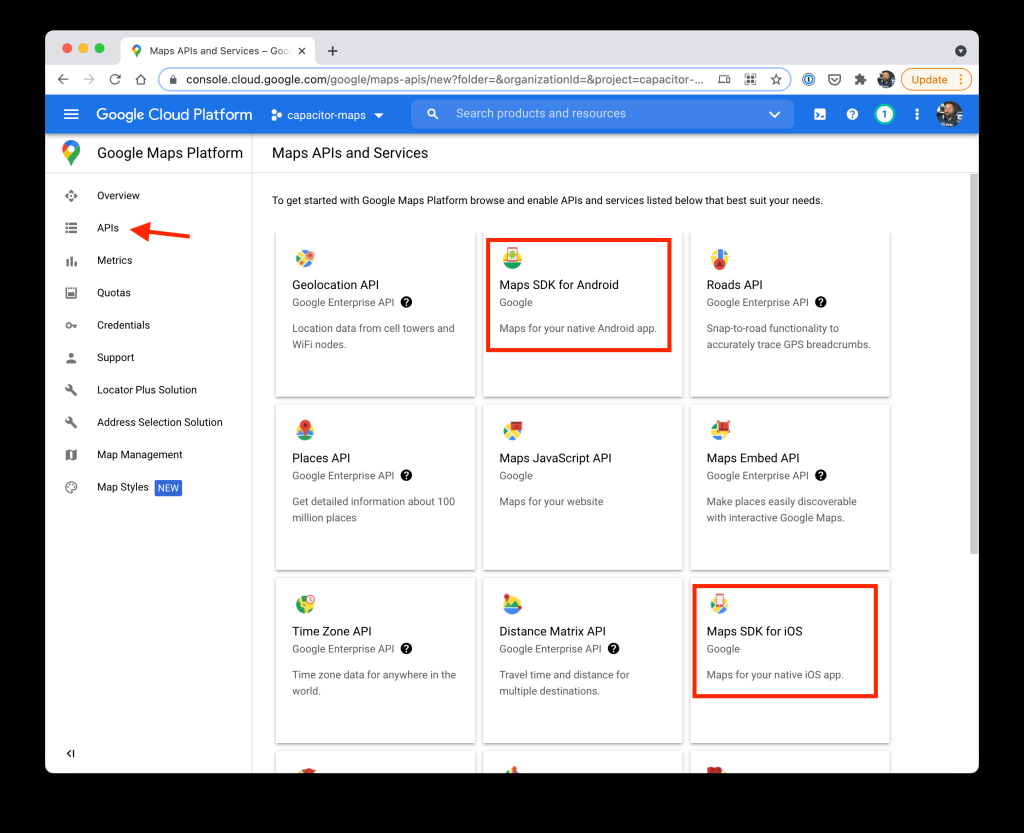 Maps APIs and Services – Goo
console.cloud.google.com/google/maps-apis/new?folder=&organizationId=&project=capacitor-...
Update
Google Cloud Platform
capacitor-maps
Search products and resources
1
Google Maps Platform
Maps APIs and Services
Overview
APIs
Metrics
Quotas
Credentials
Support
Locator Plus Solution
Address Selection Solution
Map Management
Map Styles NEW
To get started with Google Maps Platform browse and enable APIs and services listed below that best suit your needs.
Geolocation API
Google Enterprise API
Location data from cell towers and
WiFi nodes.
Maps SDK for Android
Google
Maps for your native Android app.
Roads API
Google Enterprise API
Snap-to-road functionality to
accurately trace GPS breadcrumbs.
Places API
Google Enterprise API
Get detailed information about 100
million places
Maps JavaScript API
Google
Maps for your website
Maps Embed API
Google Enterprise API
Make places easily discoverable
with interactive Google Maps.
Time Zone API
Google Enterprise API
Time zone data for anywhere in the
world.
Distance Matrix API
Google Enterprise API
Travel time and distance for
multiple destinations.
Maps SDK for iOS
Google
Maps for your native iOS app.